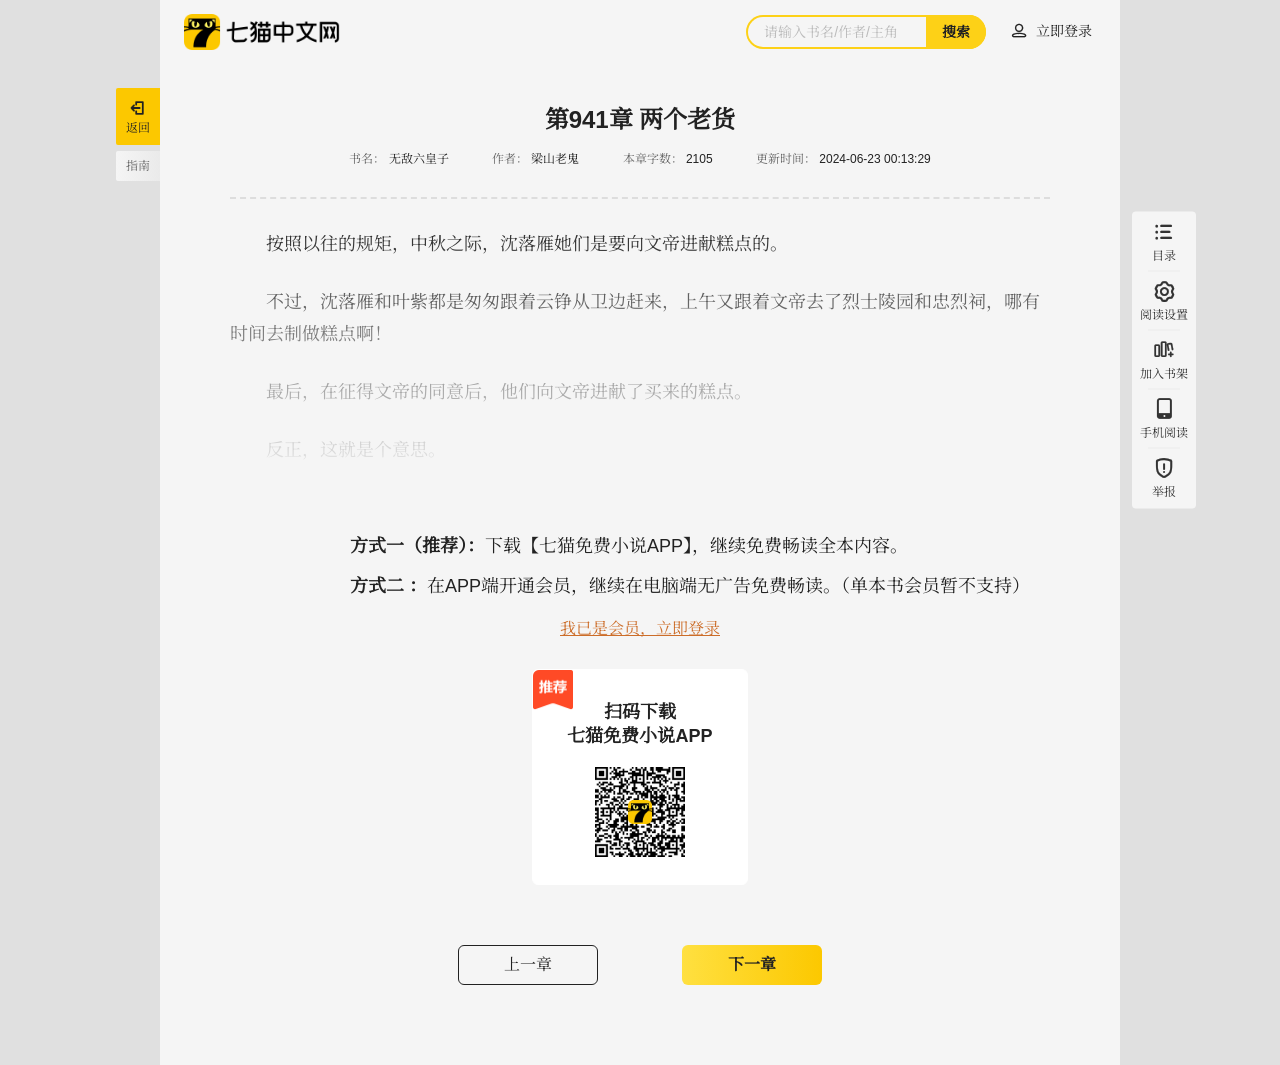 七猫中文网
请输入书名/作者/主角
搜索
立即登录
返回
指南
第941章 两个老货
书名： 无敌六皇子 作者： 梁山老鬼 本章字数： 2105 更新时间： 2024-06-23 00:13:29
按照以往的规矩，中秋之际，沈落雁她们是要向文帝进献糕点的。
不过，沈落雁和叶紫都是匆匆跟着云铮从卫边赶来，上午又跟着文帝去了烈士陵园和忠烈祠，哪有
时间去制做糕点啊！
最后，在征得文帝的同意后，他们向文帝进献了买来的糕点。
反正，这就是个意思。
目录
阅读设置
加入书架
手机阅读
举报
方式一（推荐）：下载【七猫免费小说APP】，继续免费畅读全本内容。
方式二 ：在APP端开通会员，继续在电脑端无广告免费畅读。（单本书会员暂不支持）
我已是会员，立即登录
推荐
扫码下载
七猫免费小说APP
上一章
下一章